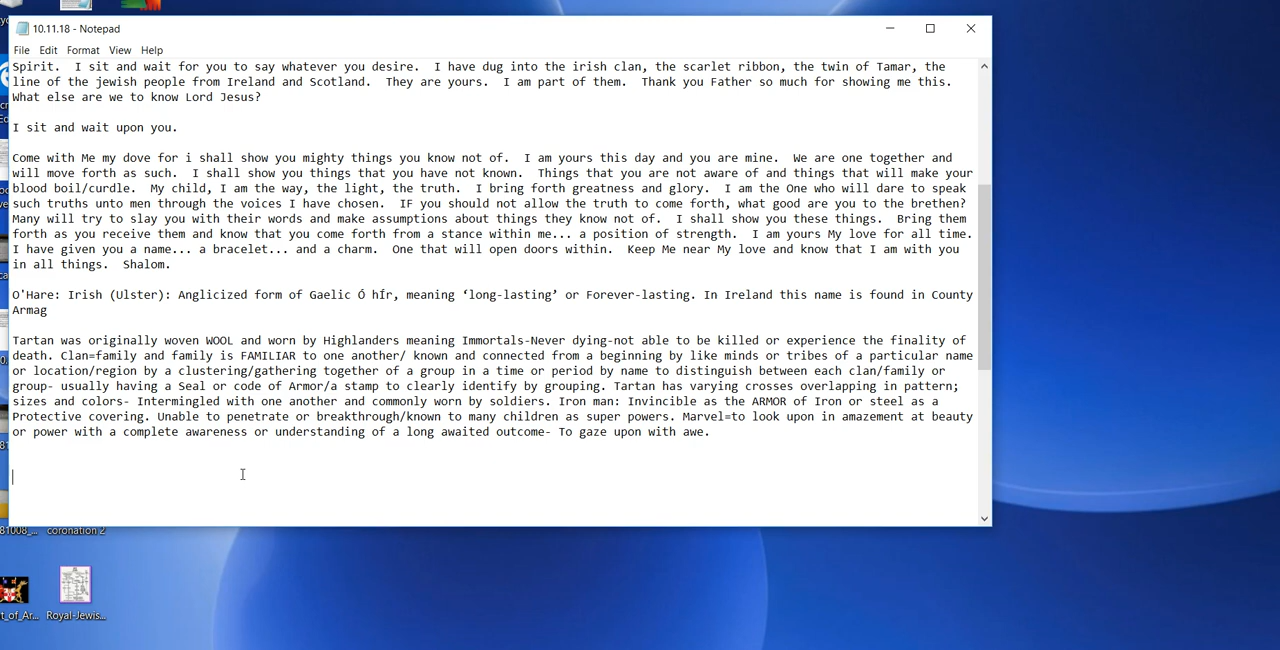 10.11.18 - Notepad
File Edit Format View Help
Spirit.  I sit and wait for you to say whatever you desire.  I have dug into the irish clan, the scarlet ribbon, the twin of Tamar, the
line of the jewish people from Ireland and Scotland.  They are yours.  I am part of them.  Thank you Father so much for showing me this.
What else are we to know Lord Jesus?
I sit and wait upon you.
Come with Me my dove for i shall show you mighty things you know not of.  I am yours this day and you are mine.  We are one together and
will move forth as such.  I shall show you things that you have not known.  Things that you are not aware of and things that will make your
blood boil/curdle.  My child, I am the way, the light, the truth.  I bring forth greatness and glory.  I am the One who will dare to speak
such truths unto men through the voices I have chosen.  IF you should not allow the truth to come forth, what good are you to the brethen?
Many will try to slay you with their words and make assumptions about things they know not of.  I shall show you these things.  Bring them
forth as you receive them and know that you come forth from a stance within me... a position of strength.  I am yours My love for all time.
I have given you a name... a bracelet... and a charm.  One that will open doors within.  Keep Me near My love and know that I am with you
in all things.  Shalom.
O'Hare: Irish (Ulster): Anglicized form of Gaelic Ó hÍr, meaning ‘long-lasting’ or Forever-lasting. In Ireland this name is found in County
Armag
Tartan was originally woven WOOL and worn by Highlanders meaning Immortals-Never dying-not able to be killed or experience the finality of
death. Clan=family and family is FAMILIAR to one another/ known and connected from a beginning by like minds or tribes of a particular name
or location/region by a clustering/gathering together of a group in a time or period by name to distinguish between each clan/family or
group- usually having a Seal or code of Armor/a stamp to clearly identify by grouping. Tartan has varying crosses overlapping in pattern;
sizes and colors- Intermingled with one another and commonly worn by soldiers. Iron man: Invincible as the ARMOR of Iron or steel as a
Protective covering. Unable to penetrate or breakthrough/known to many children as super powers. Marvel=to look upon in amazement at beauty
or power with a complete awareness or understanding of a long awaited outcome- To gaze upon with awe.
81008_... coronation 2
t_of_Ar... Royal-Jewis...